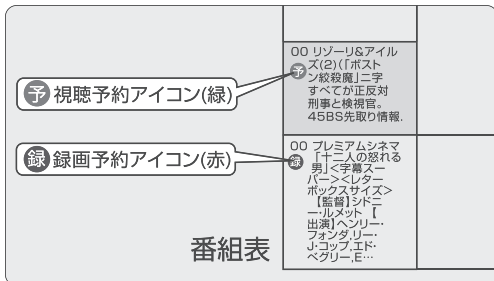 00 リゾーリ&アイル
ズ(2)(「ボスト
予 ン絞殺魔」二字
すべてが正反対
刑事と検視官。
45BS先取り情報.
予 視聴予約アイコン(緑)
録 録画予約アイコン(赤)
00 プレミアムシネマ
録 「十二人の怒れる
男」<字幕スー
パー><レター
ボックスサイズ>
【監督】シドニ
ー・ルメット 【
出演】ヘンリー・
フォンダ,リー・
J・コップ,エド・
ベグリー,E…
番組表